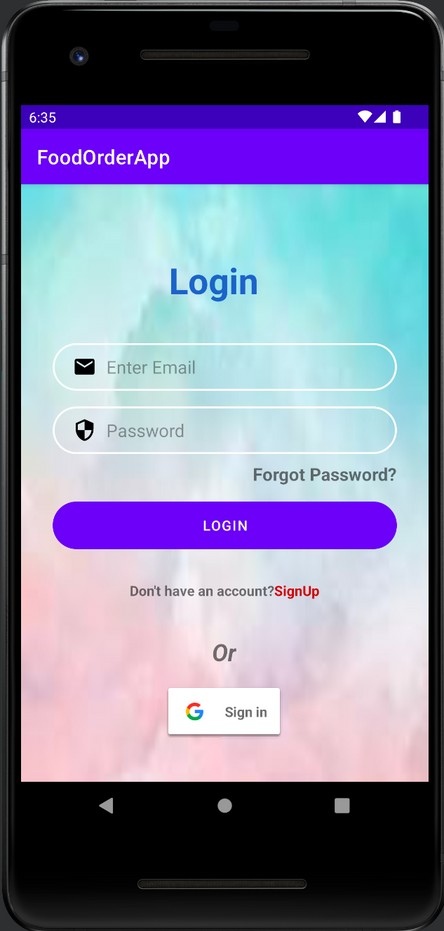 6:35
FoodOrderApp
Login
Enter Email
Password
Forgot Password?
LOGIN
Don't have an account?SignUp
Or
G Sign in